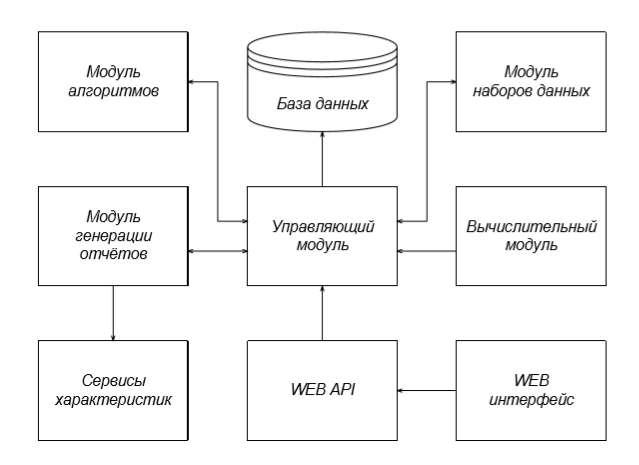 Модуль
алгоритмов
База данных
Модуль
наборов данных
Модуль
генерации
отчётов
Управляющий
модуль
Вычислительный
модуль
Сервисы
характеристик
WEB API
WEB
интерфейс